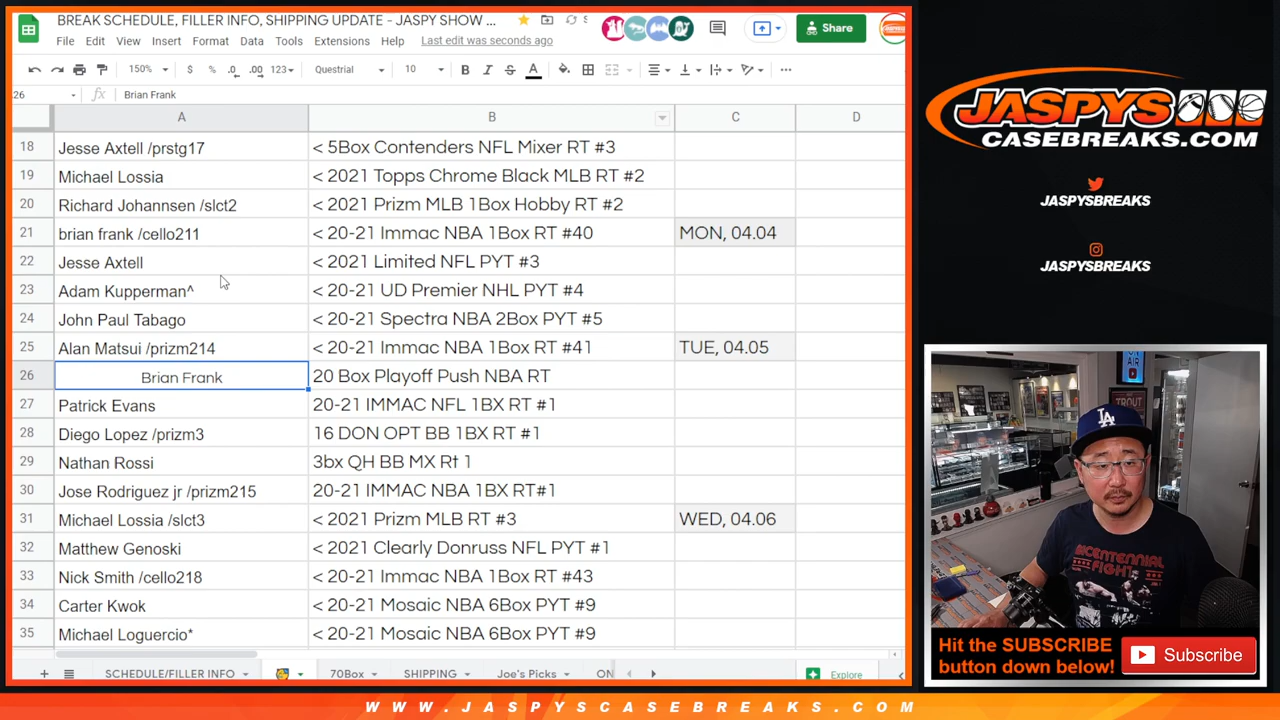 BREAK SCHEDULE, FILLER INFO, SHIPPING UPDATE - JASPY SHOW ...
File Edit View Insert Format Data Tools Extensions Help Last edit was seconds ago
Share
150% $ % .0 .00 123 Questrial 10 B I S A
26 fx Brian Frank
A B C D
18 Jesse Axtell /prstg17 < 5Box Contenders NFL Mixer RT #3
19 Michael Lossia < 2021 Topps Chrome Black MLB RT #2
20 Richard Johannsen /slct2 < 2021 Prizm MLB 1Box Hobby RT #2
21 brian frank /cello211 < 20-21 Immac NBA 1Box RT #40 MON, 04.04
22 Jesse Axtell < 2021 Limited NFL PYT #3
23 Adam Kupperman^ < 20-21 UD Premier NHL PYT #4
24 John Paul Tabago < 20-21 Spectra NBA 2Box PYT #5
25 Alan Matsui /prizm214 < 20-21 Immac NBA 1Box RT #41 TUE, 04.05
26 Brian Frank 20 Box Playoff Push NBA RT
27 Patrick Evans 20-21 IMMAC NFL 1BX RT #1
28 Diego Lopez /prizm3 16 DON OPT BB 1BX RT #1
29 Nathan Rossi 3bx QH BB MX Rt 1
30 Jose Rodriguez jr /prizm215 20-21 IMMAC NBA 1BX RT#1
31 Michael Lossia /slct3 < 2021 Prizm MLB RT #3 WED, 04.06
32 Matthew Genoski < 2021 Clearly Donruss NFL PYT #1
33 Nick Smith /cello218 < 20-21 Immac NBA 1Box RT #43
34 Carter Kwok < 20-21 Mosaic NBA 6Box PYT #9
35 Michael Loguercio* < 20-21 Mosaic NBA 6Box PYT #9
SCHEDULE/FILLER INFO 70Box SHIPPING Joe's Picks ON Explore
JASPYS
CASEBREAKS.COM
JASPYSBREAKS
JASPYSBREAKS
ON AIR
TROUT
LA
BICENTENNIAL
FIGHT
Hit the SUBSCRIBE
button down below!
Subscribe
WWW.JASPYSCASEBREAKS.COM